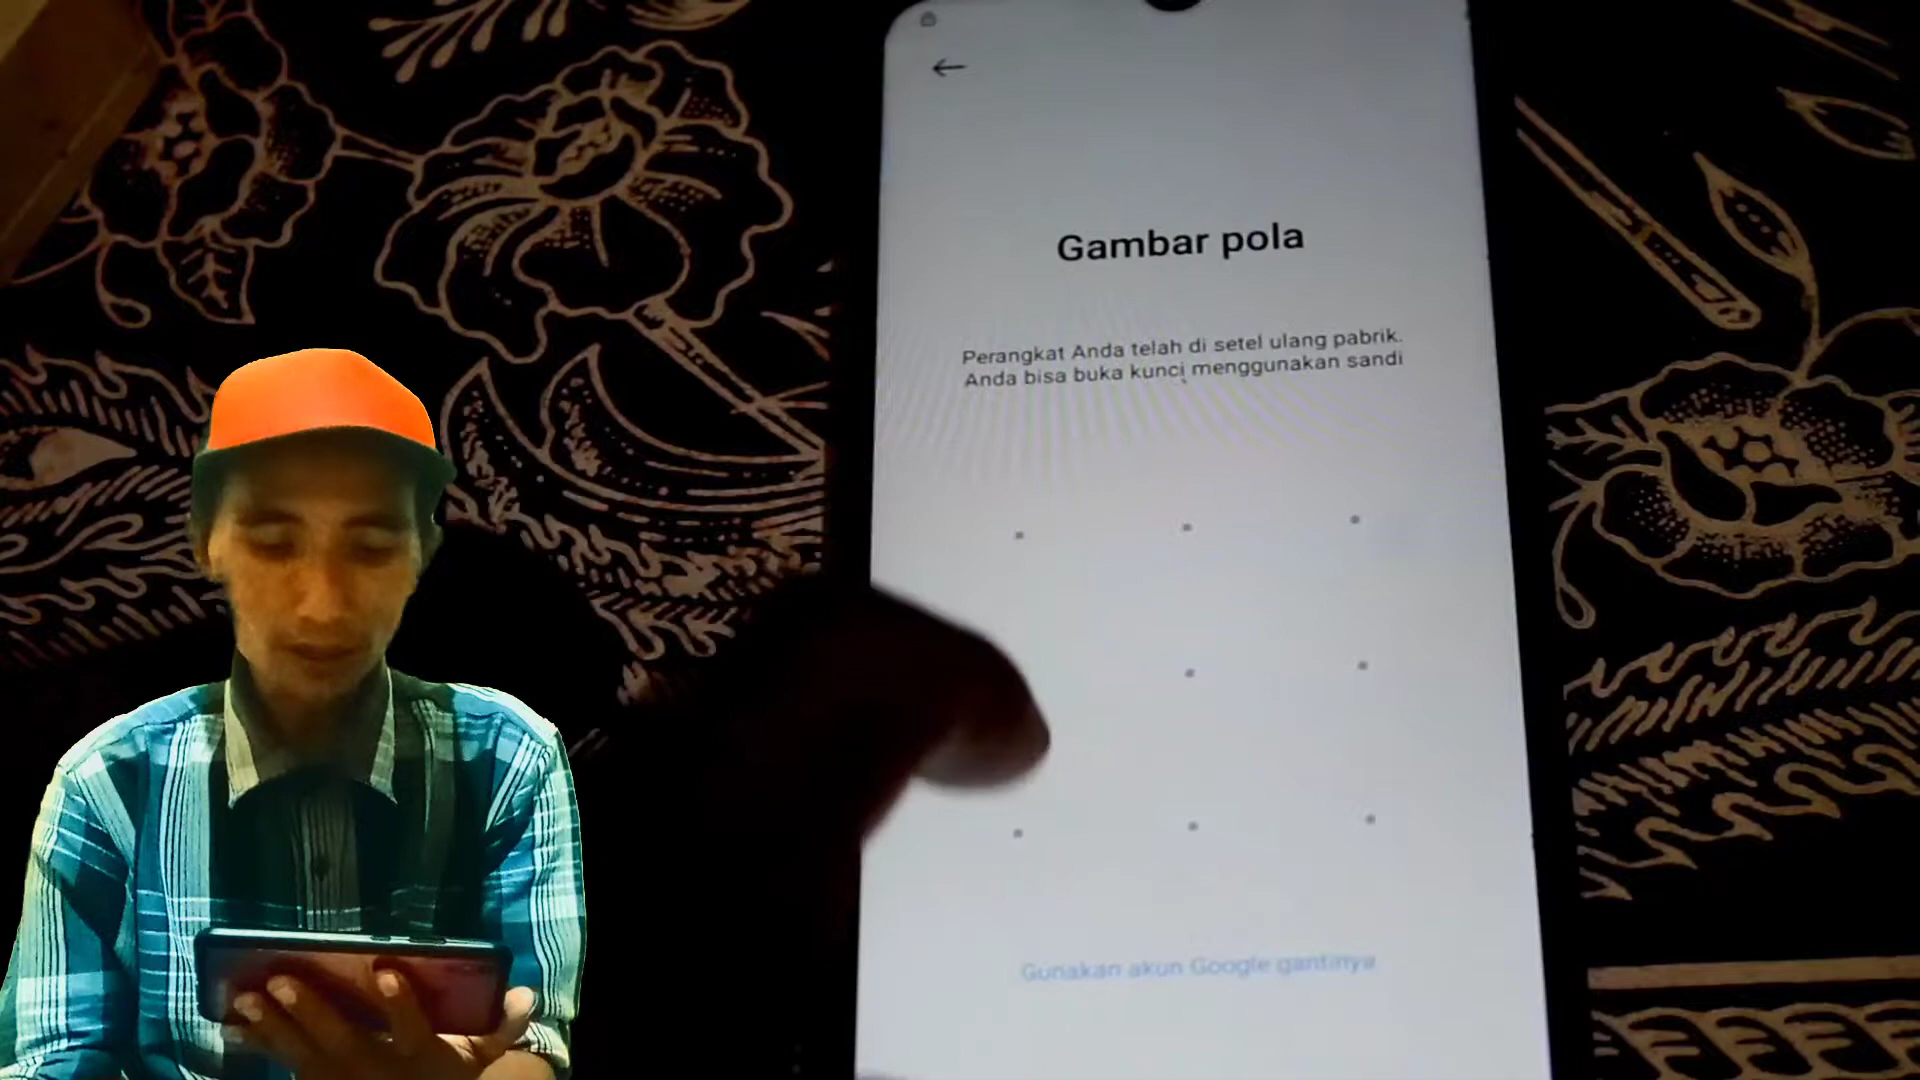 Gambar pola
Perangkat Anda telah di setel ulang pabrik.
Anda bisa buka kunci menggunakan sandi
Gunakan akun Google gantinya